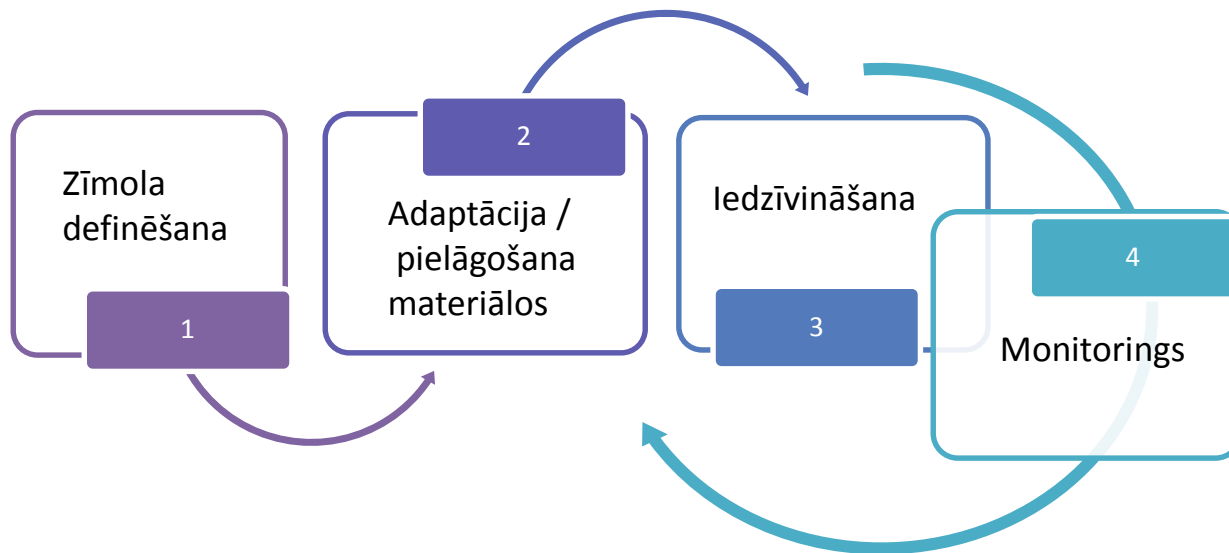 Zīmola
definēšana
1
2
Adaptācija /
pielāgošana
materiālos
Iedzīvināšana
3
4
Monitorings